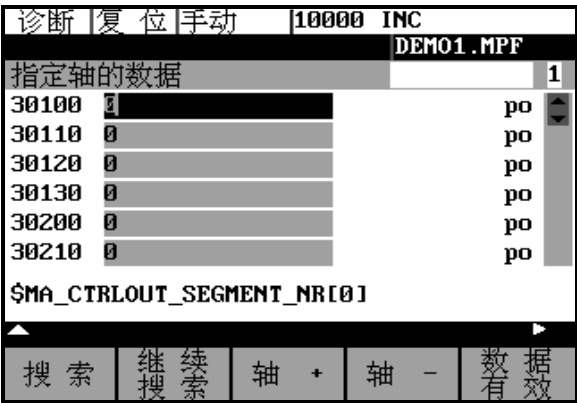 诊断 复 位 手动 10000 INC
DEMO1.MPF
指定轴的数据 1
30100 0 po
30110 0 po
30120 0 po
30130 0 po
30200 0 po
30210 0 po
$MA_CTRLOUT_SEGMENT_NR[0]
搜 索 继 续 轴 + 轴 - 数 据
搜 索 有 效